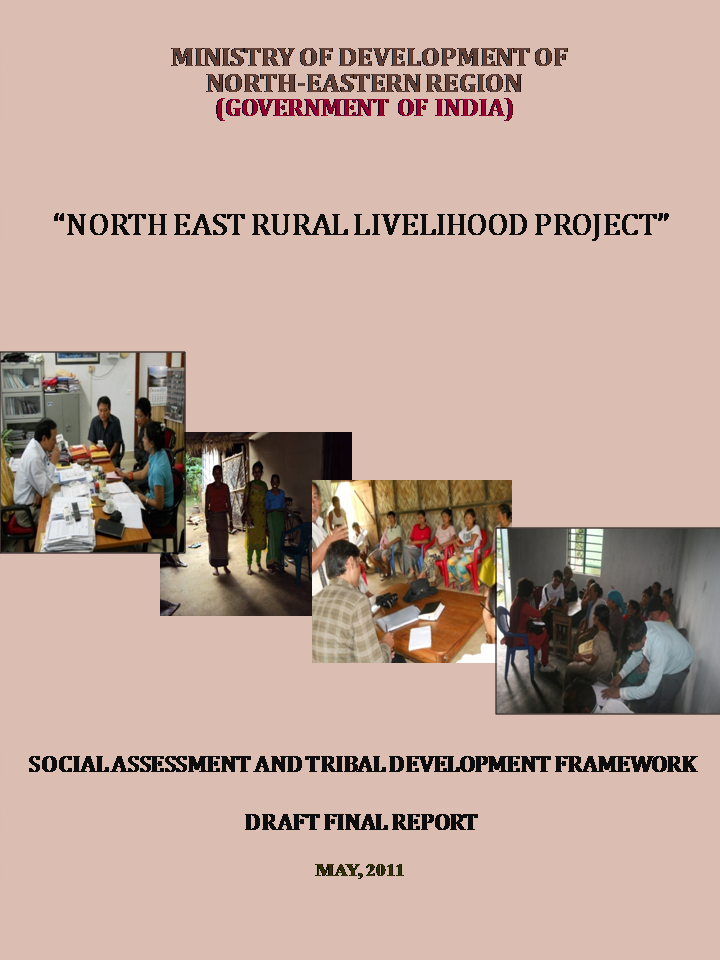 MINISTRY OF DEVELOPMENT OF
NORTH-EASTERN REGION
(GOVERNMENT OF INDIA)
“NORTH EAST RURAL LIVELIHOOD PROJECT”
SOCIAL ASSESSMENT AND TRIBAL DEVELOPMENT FRAMEWORK
DRAFT FINAL REPORT
MAY, 2011